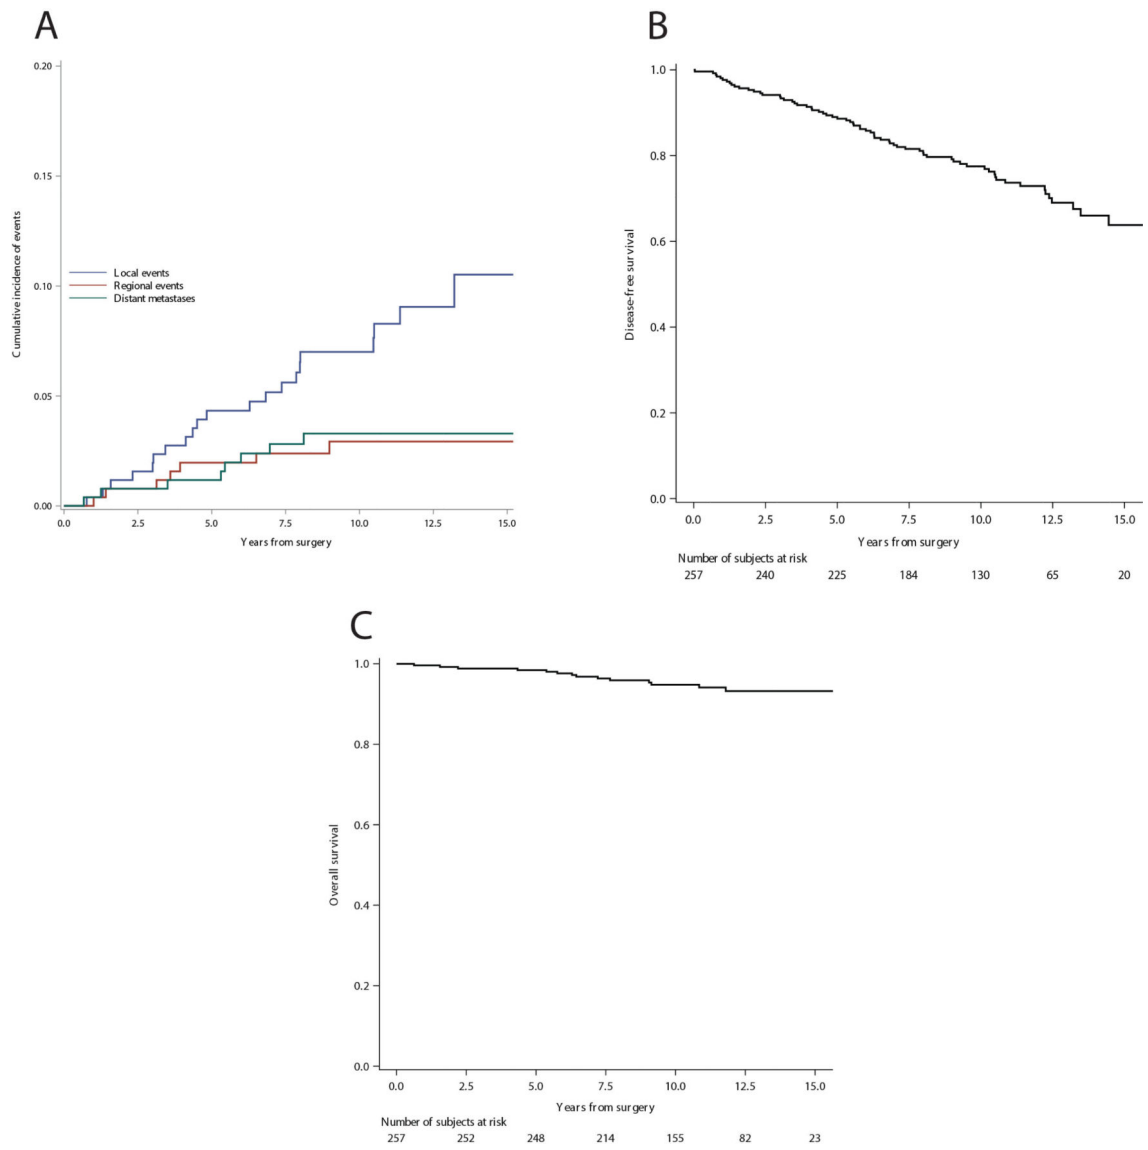 A
0.20
0.15
0.10
0.05
0.00
Cumulative incidence of events
Local events
Regional events
Distant metastases
0.0 2.5 5.0 7.5 10.0 12.5 15.0
Years from surgery
B
1.0
0.8
0.6
0.4
0.2
0.0
Disease-free survival
0.0 2.5 5.0 7.5 10.0 12.5 15.0
Years from surgery
Number of subjects at risk
257 240 225 184 130 65 20
C
1.0
0.8
0.6
0.4
0.2
0.0
Overall survival
0.0 2.5 5.0 7.5 10.0 12.5 15.0
Years from surgery
Number of subjects at risk
257 252 248 214 155 82 23